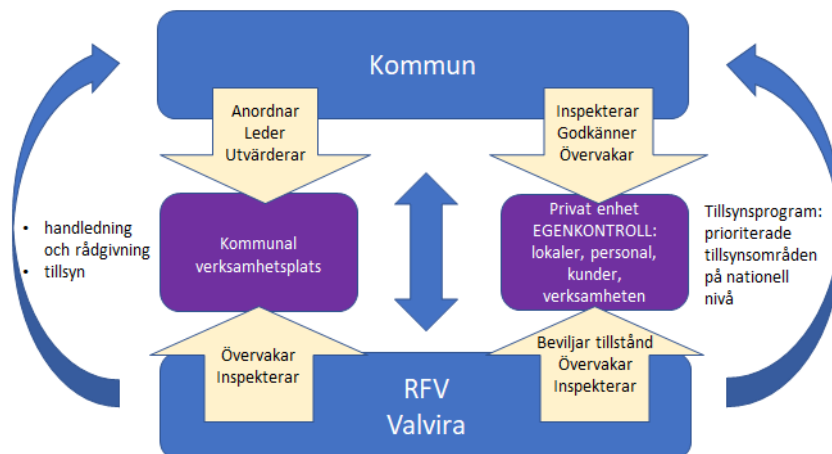 Kommun
Anordnar
Leder
Utvärderar
Inspekterar
Godkänner
Övervakar
• handledning
och rådgivning
• tillsyn
Kommunal
verksamhetsplats
Privat enhet
EGENKONTROLL:
lokaler, personal,
kunder,
verksamheten
Tillsynsprogram:
prioriterade
tillsynsområden
på nationell
nivå
Övervakar
Inspekterar
Beviljar tillstånd
Övervakar
Inspekterar
RFV
Valvira